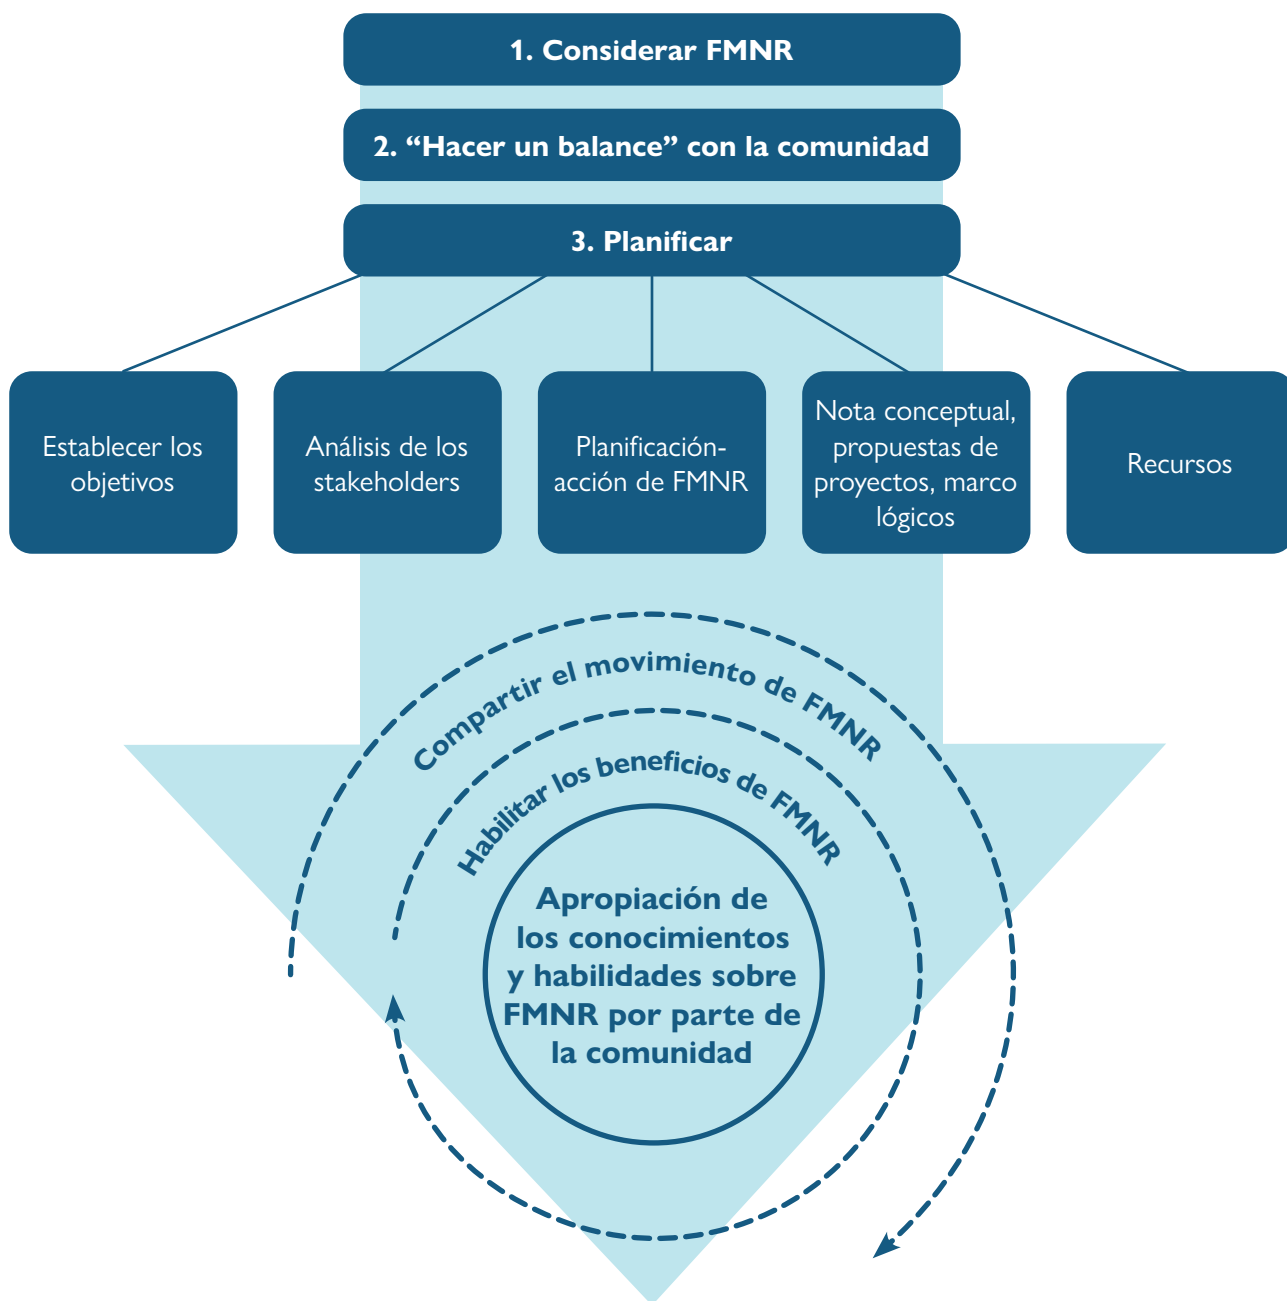 1. Considerar FMNR
2. “Hacer un balance” con la comunidad
3. Planificar
Establecer los
objetivos
Análisis de los
stakeholders
Planificación-
acción de FMNR
Nota conceptual,
propuestas de
proyectos, marco
lógicos
Recursos
Compartir el movimiento de FMNR
Habilitar los beneficios de FMNR
Apropiación de
los conocimientos
y habilidades sobre
FMNR por parte de
la comunidad